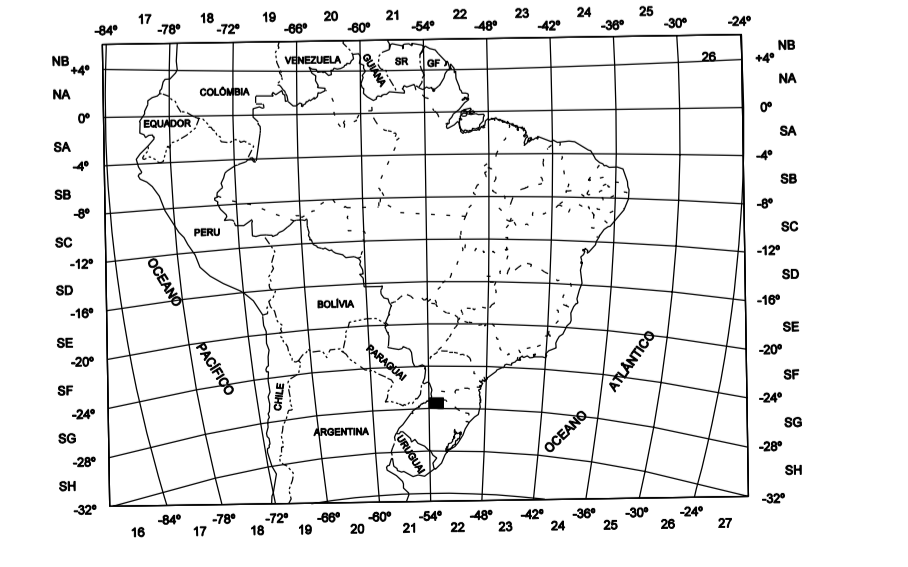 17 18 19 20 21 22 23 24 25
-84° -78° -72° -66° -60° -54° -48° -42° -36° -30° -24°
NB NB
VENEZUELA SR GF
26
+4° +4°
GUIANA
NA COLÔMBIA NA
0° 0°
EQUADOR
SA SA
-4° -4°
SB SB
-8° -8°
PERU
SC SC
-12° -12°
OCEANO
SD SD
-16° BOLÍVIA -16°
SE SE
-20° -20°
PACÍFICO PARAGUAI ATLÂNTICO
SF CHILE SF
-24° -24°
SG ARGENTINA OCEANO SG
URUGUAI
-28° -28°
SH SH
-32° -32°
-84° -78° -72° -66° -60° -54° -48° -42° -36° -30° -24°
16 17 18 19 20 21 22 23 24 25 26 27